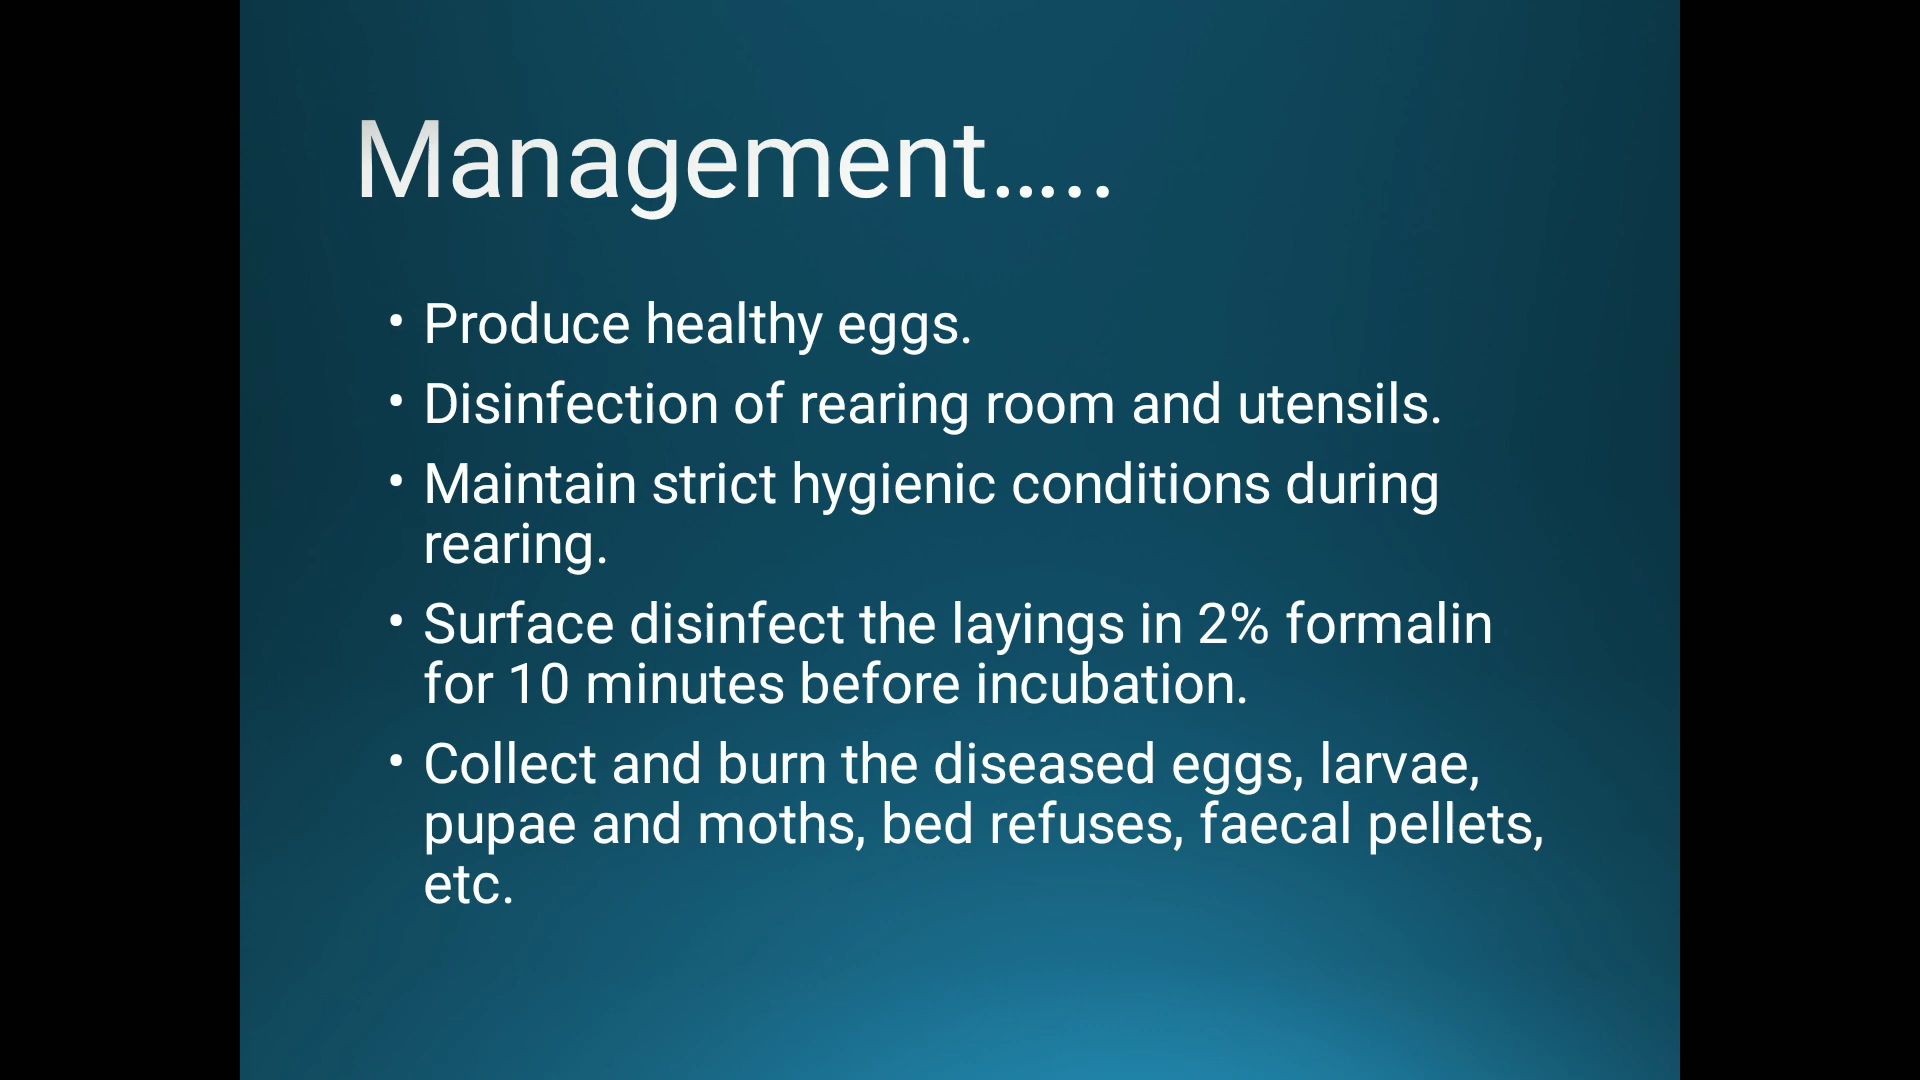 Management.....
• Produce healthy eggs.
• Disinfection of rearing room and utensils.
• Maintain strict hygienic conditions during
rearing.
• Surface disinfect the layings in 2% formalin
for 10 minutes before incubation.
• Collect and burn the diseased eggs, larvae,
pupae and moths, bed refuses, faecal pellets,
etc.